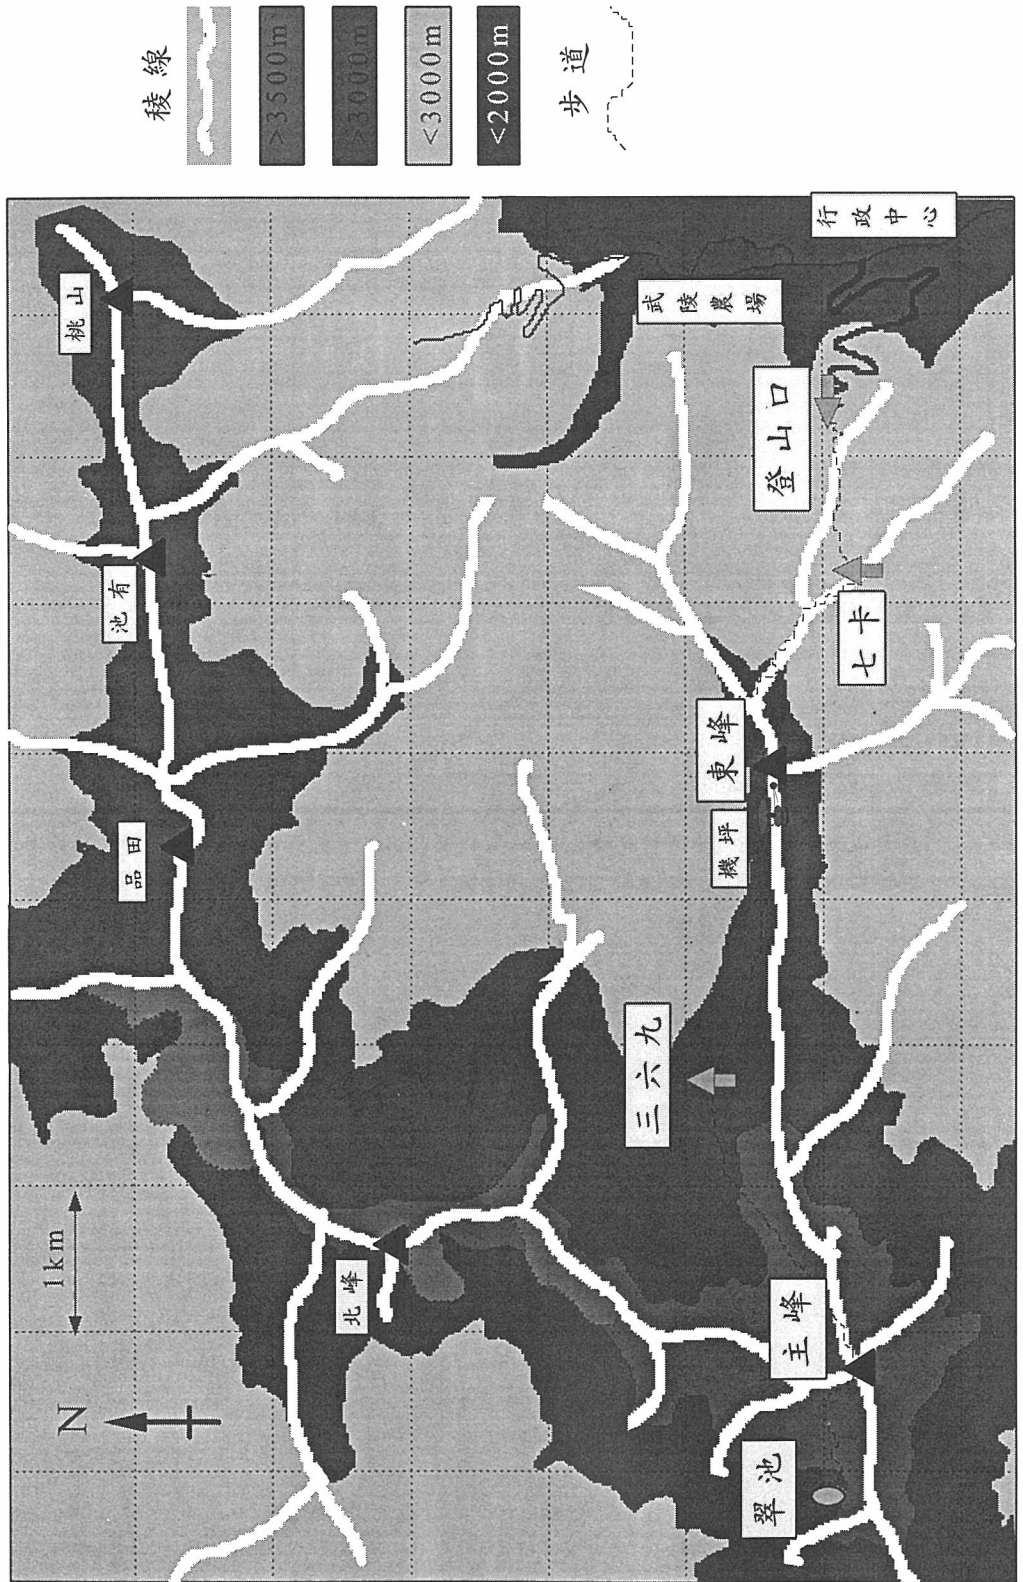 稜線
>3500m
>3000m
<3000m
<2000m
步道
桃山
池有
品田
北峰
1km
N
行政中心
武陵農場
登山口
七卡
東峰
機坪
三六九
主峰
翠池